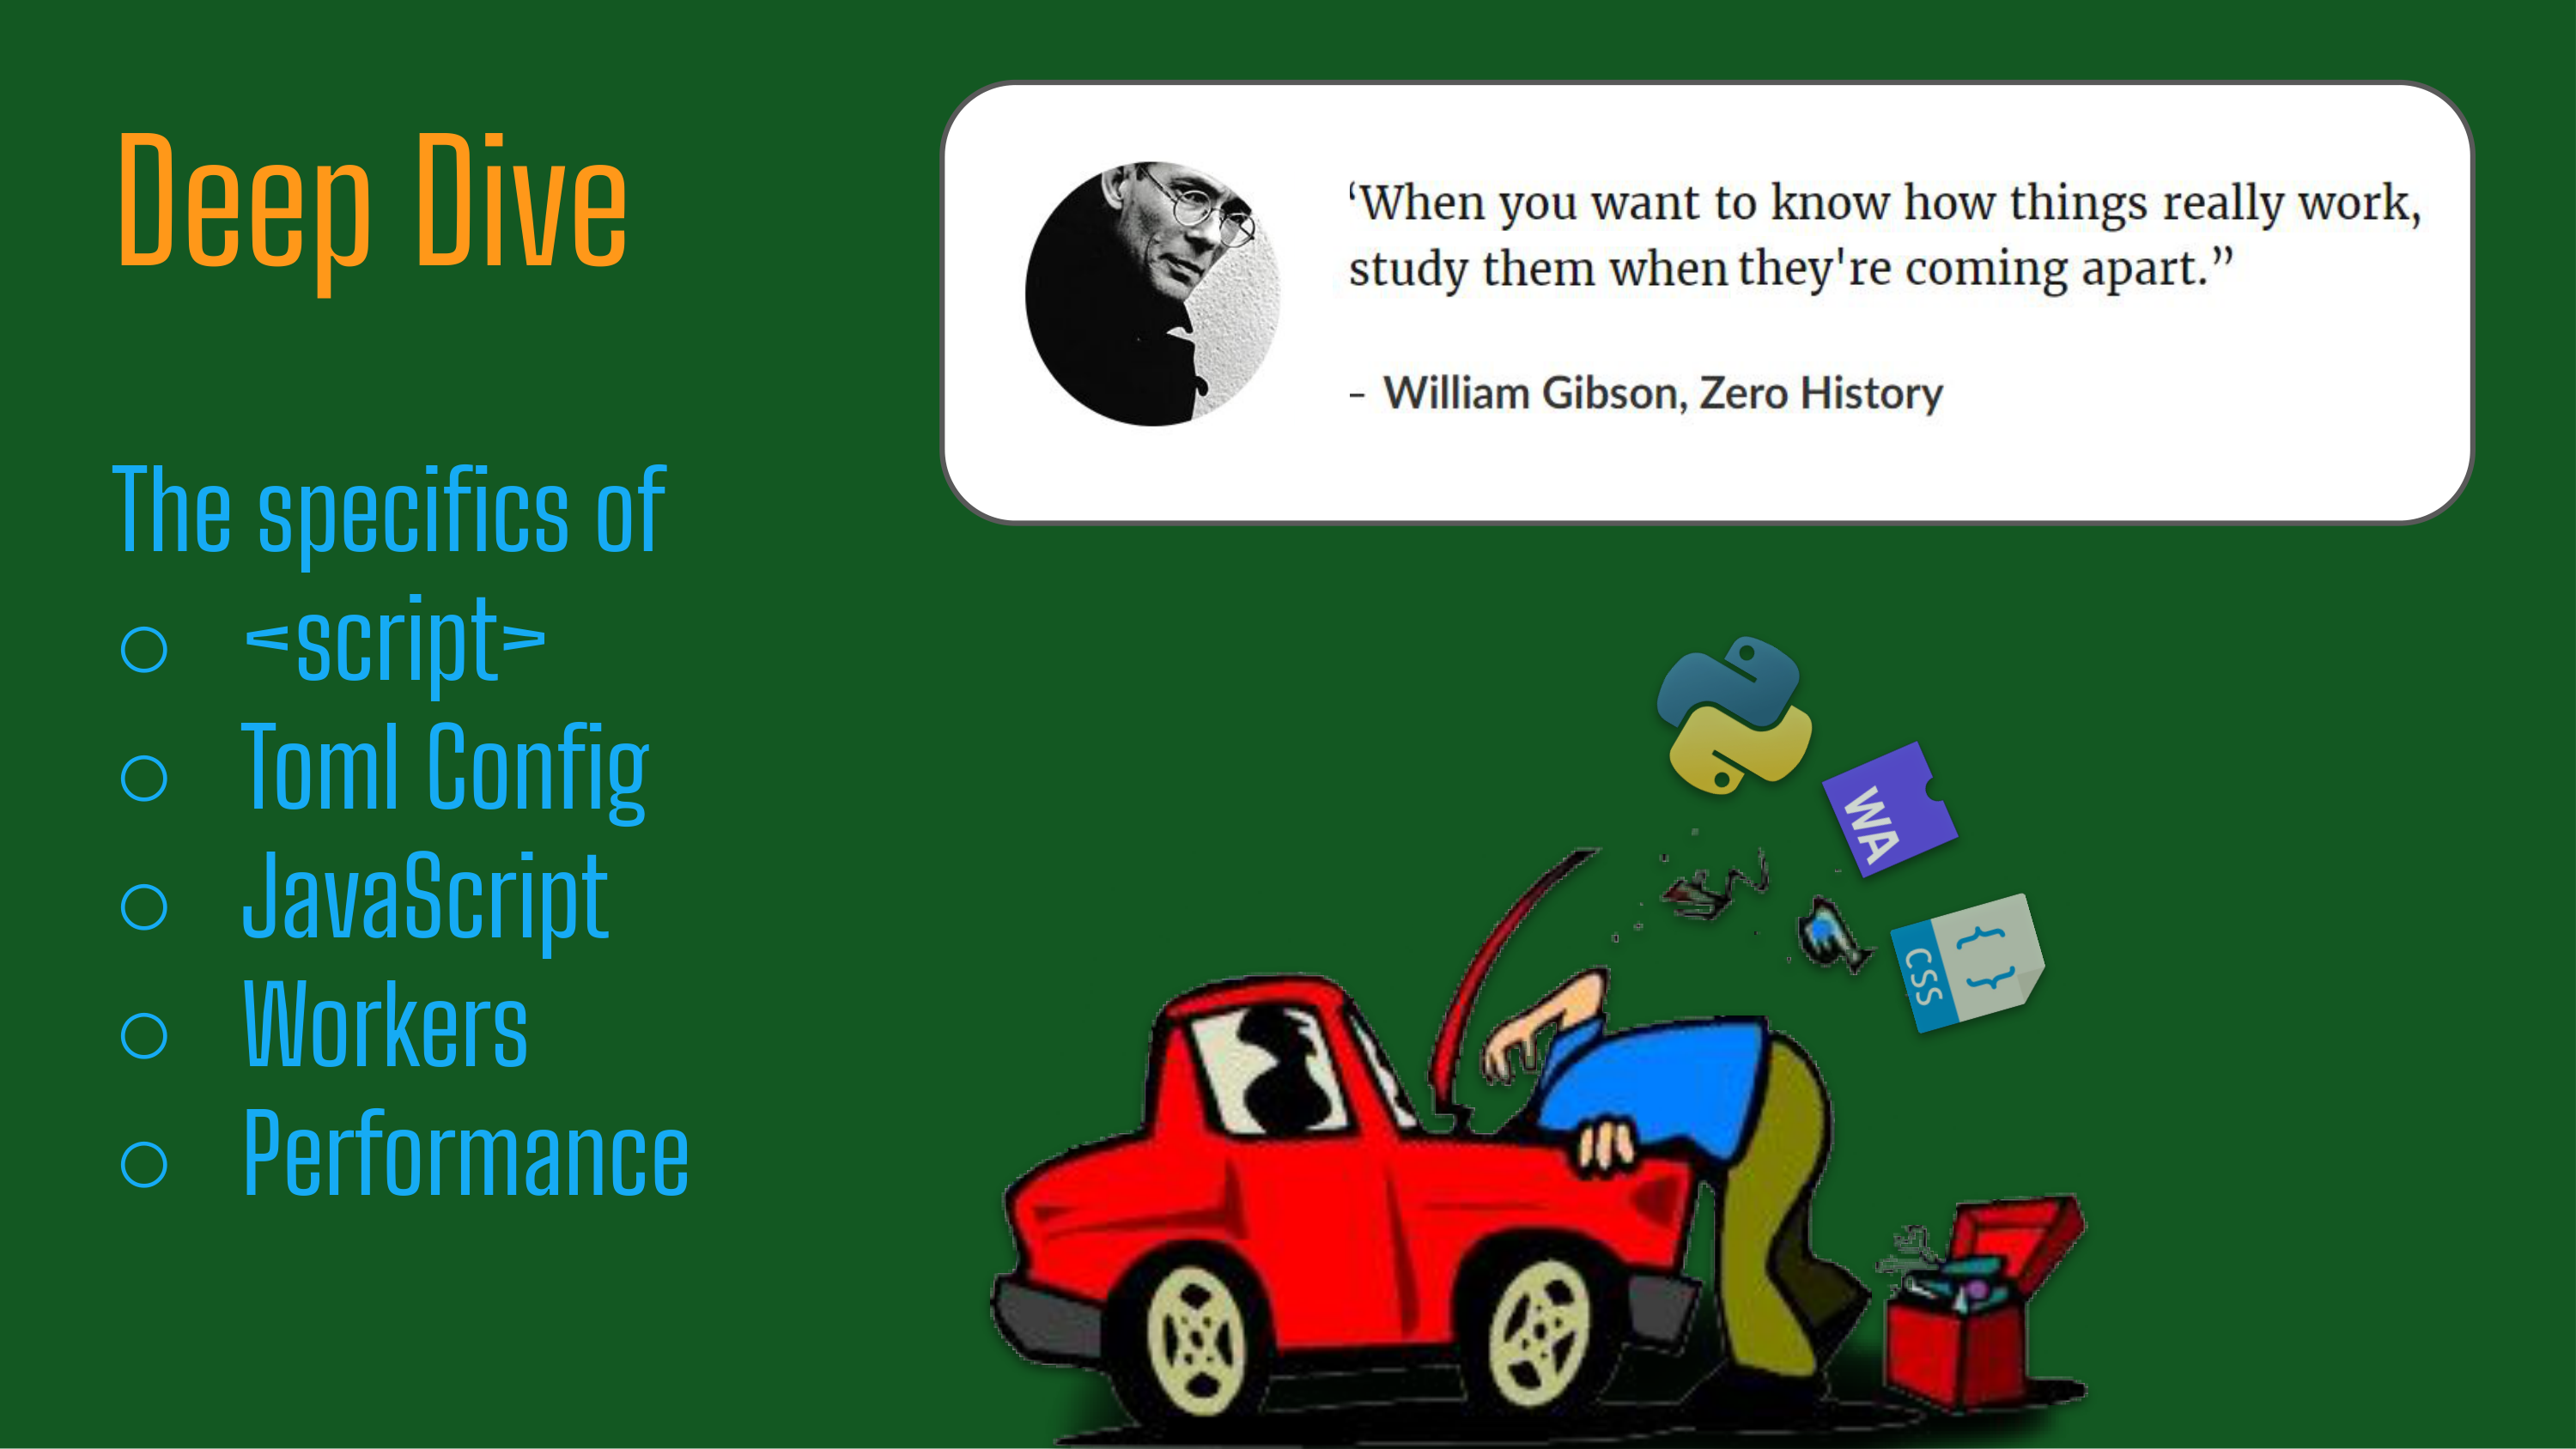 Deep Dive
‘When you want to know how things really work,
study them when they're coming apart.”
– William Gibson, Zero History
The specifics of
○ <script>
○ Toml Config
○ JavaScript
○ Workers
○ Performance
WA
CSS { }